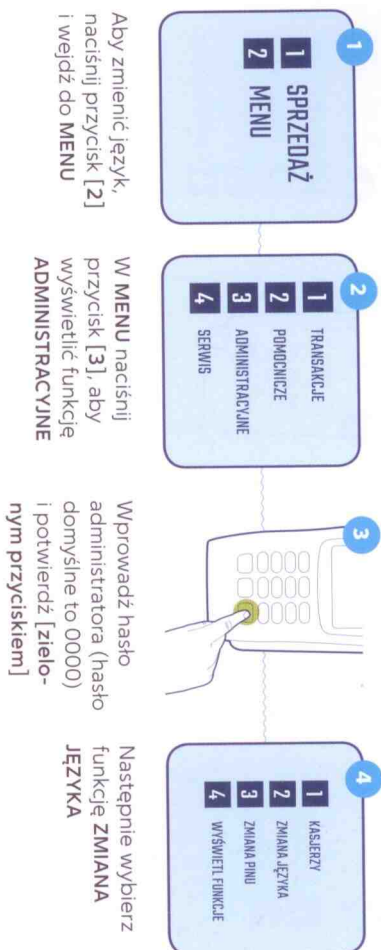 1
1 SPRZEDAŻ
2 MENU
Aby zmienić język,
naciśnij przycisk [2]
i wejdź do MENU
2
1 TRANSAKCJE
2 POMOCNICZE
3 ADMINISTRACYJNE
4 SERWIS
W MENU naciśnij
przycisk [3], aby
wyświetlić funkcję
ADMINISTRACYJNE
3
Wprowadź hasło
administratora (hasło
domyślne to 0000)
i potwierdź [zielo-
nym przyciskiem]
4
1 KASJERZY
2 ZMIANA JĘZYKA
3 ZMIANA PINU
4 WYŚWIETL FUNKCJE
Następnie wybierz
funkcję ZMIANA
JĘZYKA